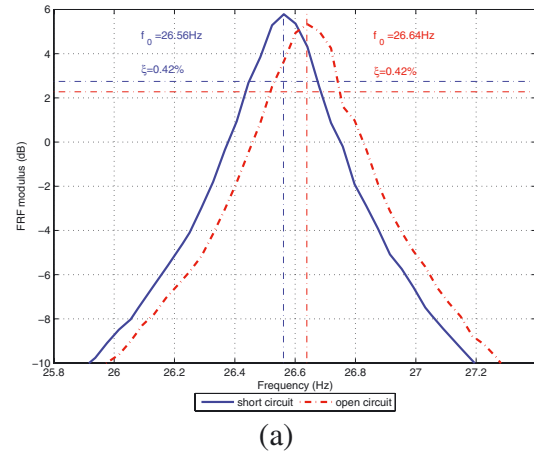 f 0 =26.56Hz
f 0 =26.64Hz
ξ=0.42%
ξ=0.42%
6
4
2
0
−2
−4
−6
−8
−10
FRF modulus (dB)
25.8 26 26.2 26.4 26.6 26.8 27 27.2
Frequency (Hz)
short circuit open circuit
(a)